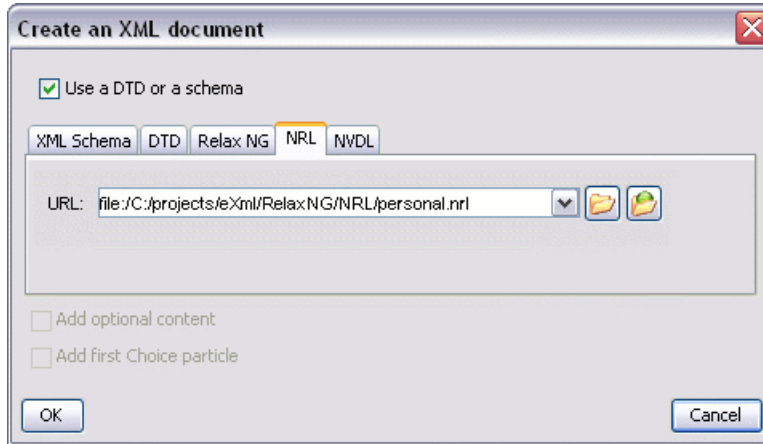 Create an XML document
Use a DTD or a schema
XML Schema DTD Relax NG NRL NVDL
URL: file:/C:/projects/eXml/RelaxNG/NRL/personal.nrl
Add optional content
Add first Choice particle
OK Cancel